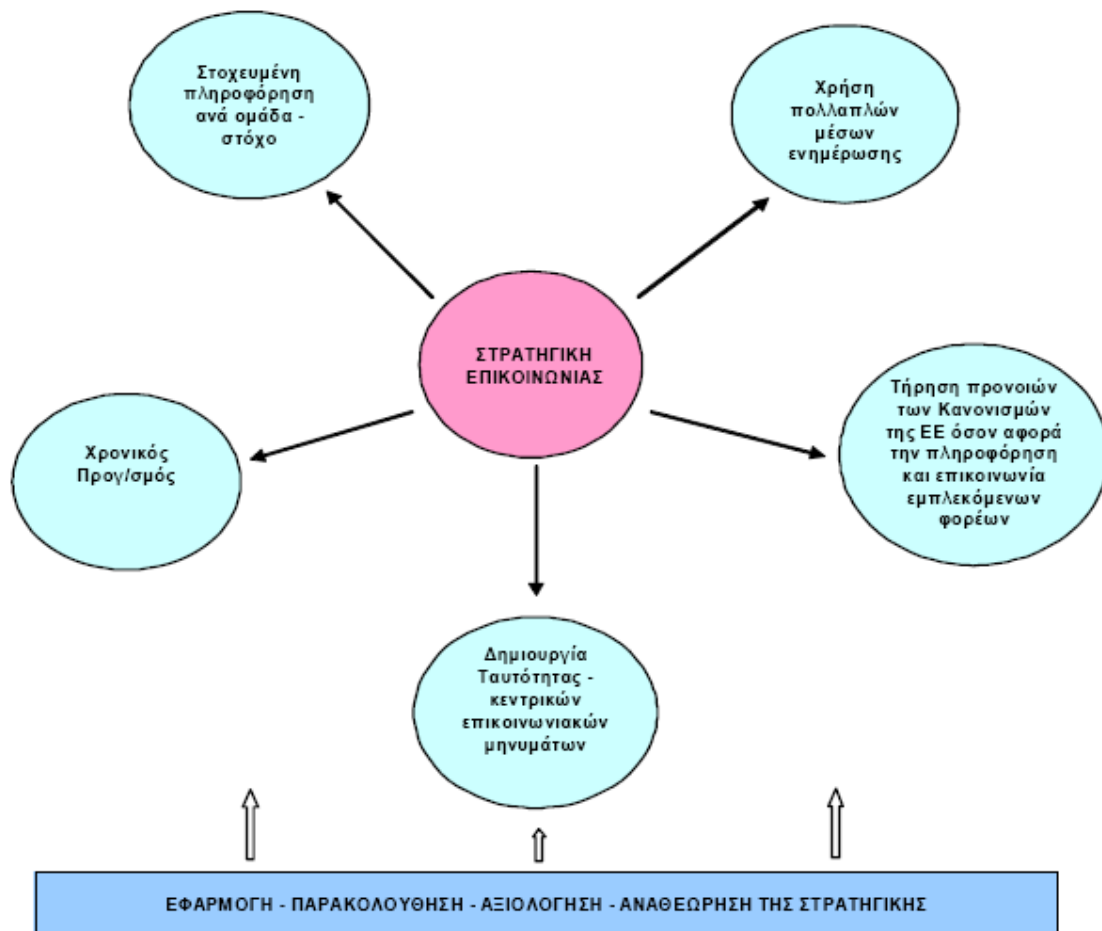 Στοχευμένη
πληροφόρηση
ανά ομάδα -
στόχο
Χρήση
πολλαπλών
μέσων
ενημέρωσης
ΣΤΡΑΤΗΓΙΚΗ
ΕΠΙΚΟΙΝΩΝΙΑΣ
Τήρηση προνοιών
των Κανονισμών
της ΕΕ όσον αφορά
την πληροφόρηση
και επικοινωνία
εμπλεκόμενων
φορέων
Χρονικός
Προγ/σμός
Δημιουργία
Ταυτότητας -
κεντρικών
επικοινωνιακών
μηνυμάτων
ΕΦΑΡΜΟΓΗ - ΠΑΡΑΚΟΛΟΥΘΗΣΗ - ΑΞΙΟΛΟΓΗΣΗ - ΑΝΑΘΕΩΡΗΣΗ ΤΗΣ ΣΤΡΑΤΗΓΙΚΗΣ